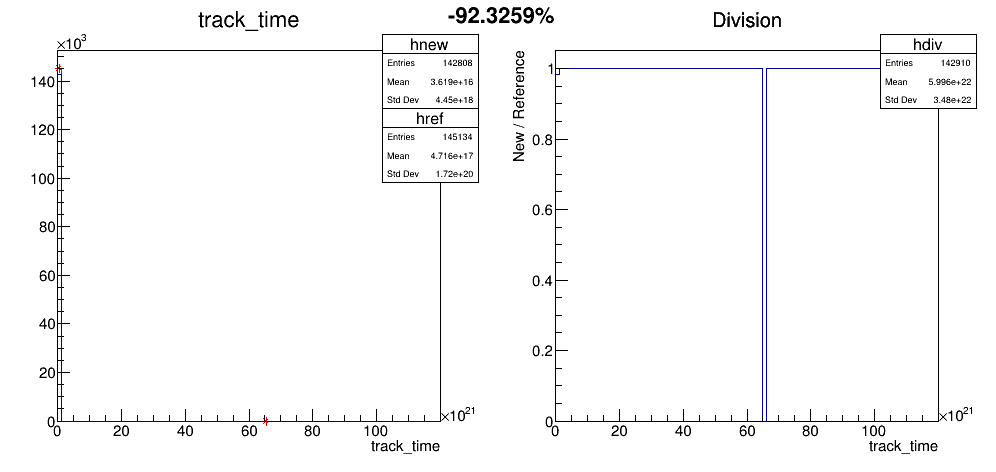 -92.3259%
track_time
×10³
hnew
Entries 142808
Mean 3.619e+16
Std Dev 4.45e+18
href
Entries 145134
Mean 4.716e+17
Std Dev 1.72e+20
140
120
100
80
60
40
20
0
0 20 40 60 80 100
×10²¹
track_time
Division
hdiv
Entries 142910
Mean 5.996e+22
Std Dev 3.48e+22
New / Reference
1
0.8
0.6
0.4
0.2
0
0 20 40 60 80 100
×10²¹
track_time